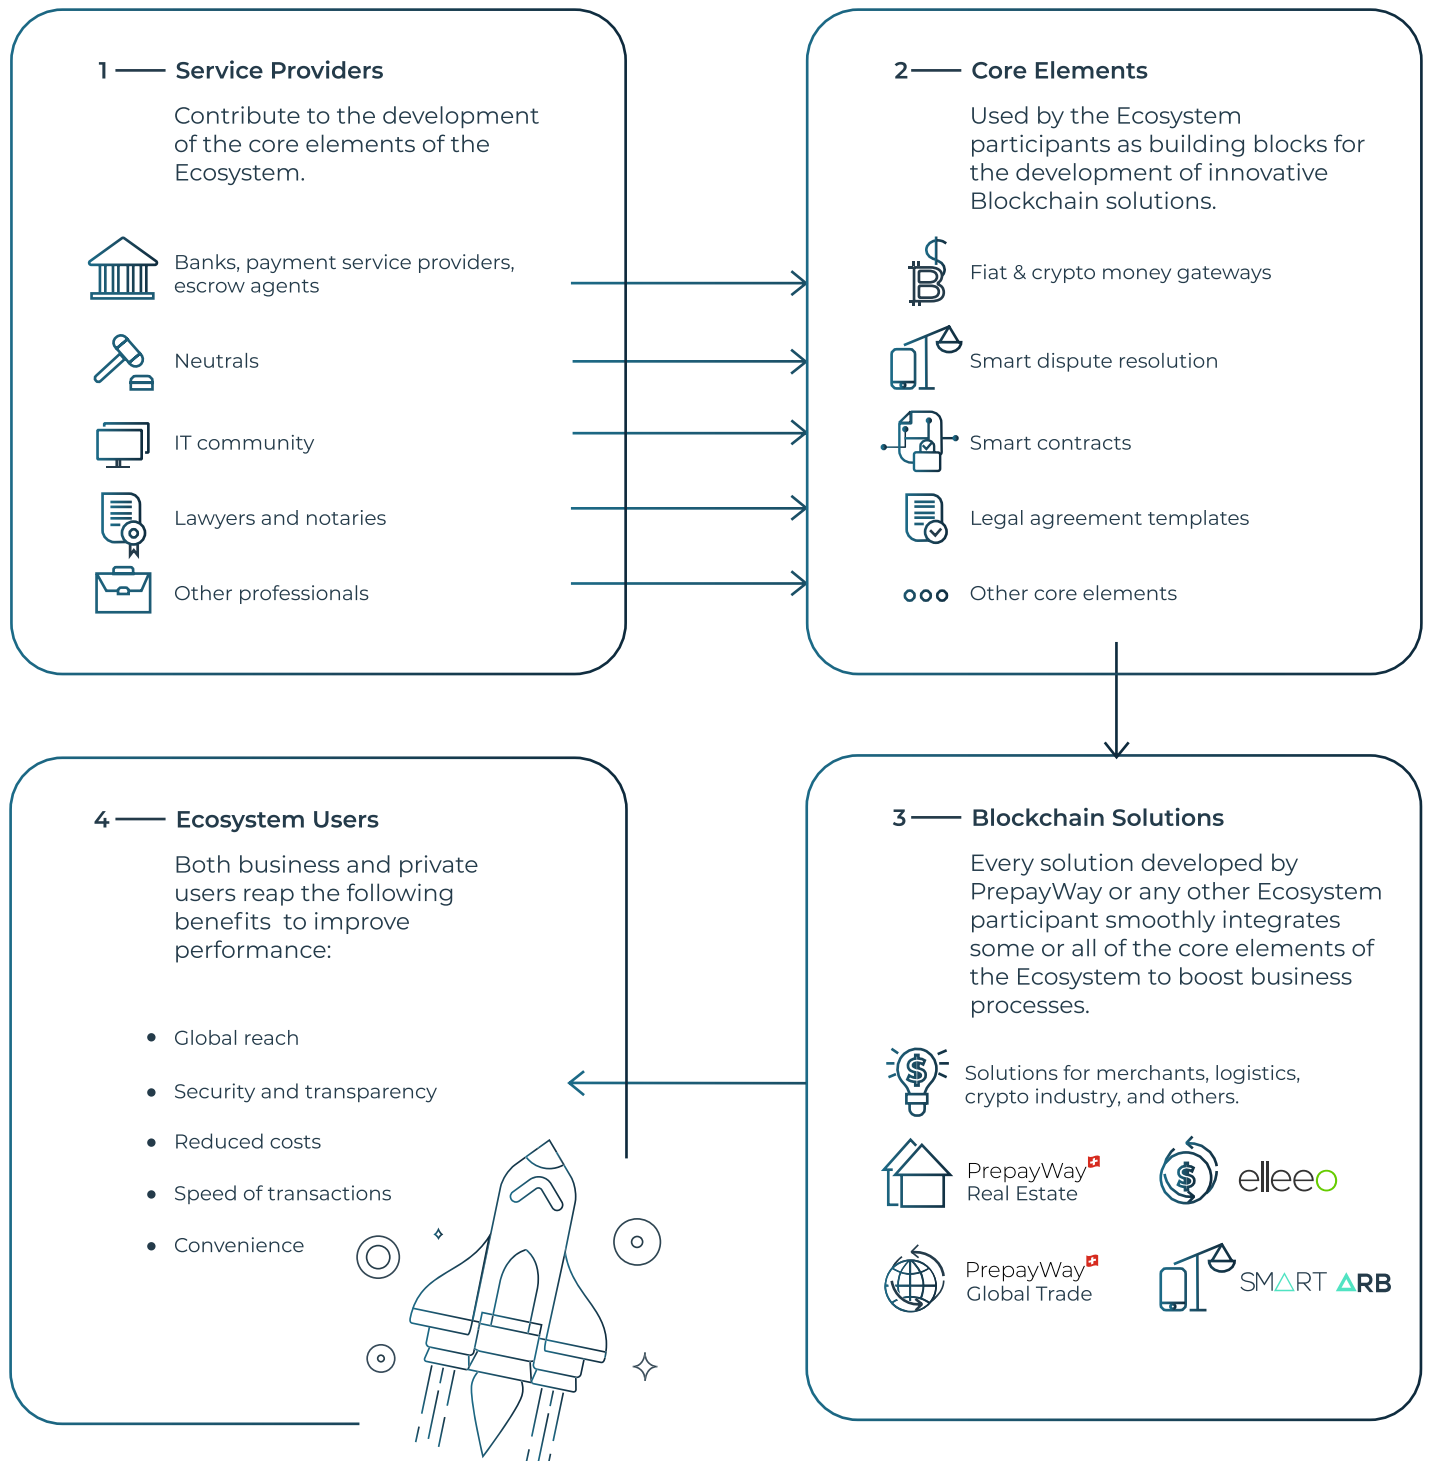 1 Service Providers
Contribute to the development
of the core elements of the
Ecosystem.
Banks, payment service providers,
escrow agents
Neutrals
IT community
Lawyers and notaries
Other professionals
2 Core Elements
Used by the Ecosystem
participants as building blocks for
the development of innovative
Blockchain solutions.
Fiat & crypto money gateways
Smart dispute resolution
Smart contracts
Legal agreement templates
Other core elements
3 Blockchain Solutions
Every solution developed by
PrepayWay or any other Ecosystem
participant smoothly integrates
some or all of the core elements of
the Ecosystem to boost business
processes.
Solutions for merchants, logistics,
crypto industry, and others.
PrepayWay
Real Estate
elleeo
PrepayWay
Global Trade
SMART ARB
4 Ecosystem Users
Both business and private
users reap the following
benefits  to improve
performance:
• Global reach
• Security and transparency
• Reduced costs
• Speed of transactions
• Convenience